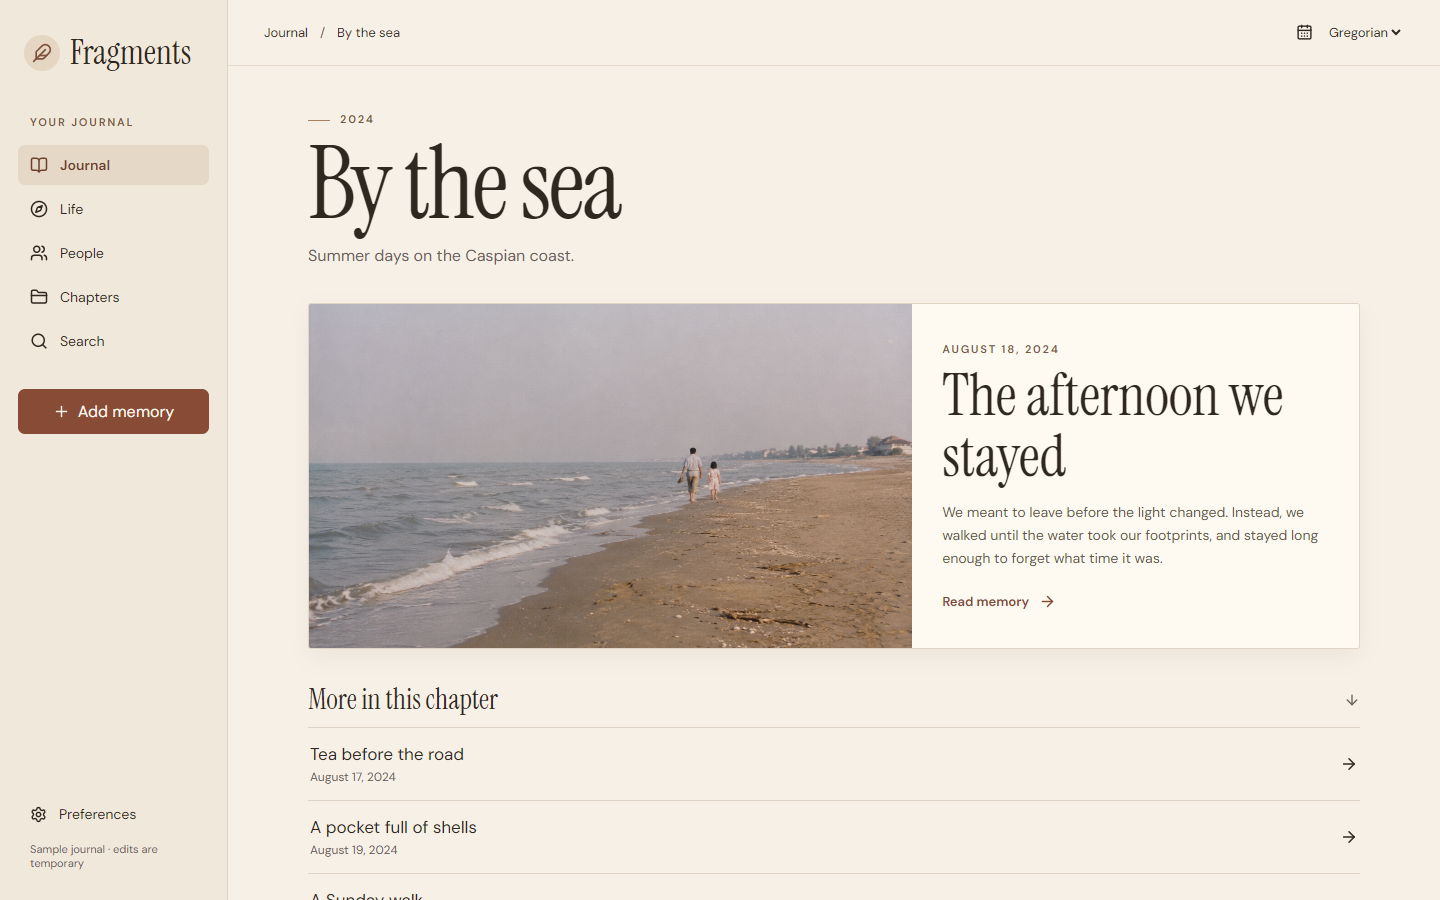 Fragments
YOUR JOURNAL
Journal
Life
People
Chapters
Search
Add memory
Preferences
Sample journal · edits are
temporary
Journal / By the sea
Gregorian
2024
By the sea
Summer days on the Caspian coast.
AUGUST 18, 2024
The afternoon we
stayed
We meant to leave before the light changed. Instead, we
walked until the water took our footprints, and stayed long
enough to forget what time it was.
Read memory
More in this chapter
Tea before the road
August 17, 2024
A pocket full of shells
August 19, 2024
A Sunday walk